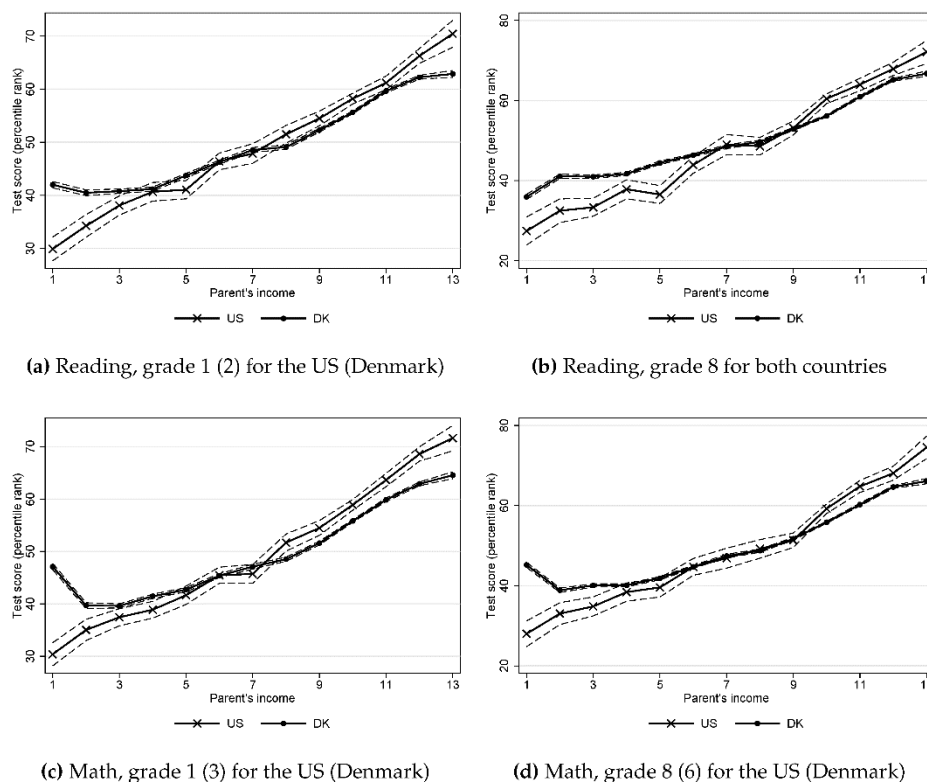 Test score (percentile rank)
30 40 50 60 70
1 3 5 7 9 11 13
Parent's income
US DK
(a) Reading, grade 1 (2) for the US (Denmark)
Test score (percentile rank)
20 40 60 80
1 3 5 7 9 11
Parent's income
US DK
(b) Reading, grade 8 for both countries
Test score (percentile rank)
30 40 50 60 70
1 3 5 7 9 11 13
Parent's income
US DK
(c) Math, grade 1 (3) for the US (Denmark)
Test score (percentile rank)
20 40 60 80
1 3 5 7 9 11
Parent's income
US DK
(d) Math, grade 8 (6) for the US (Denmark)